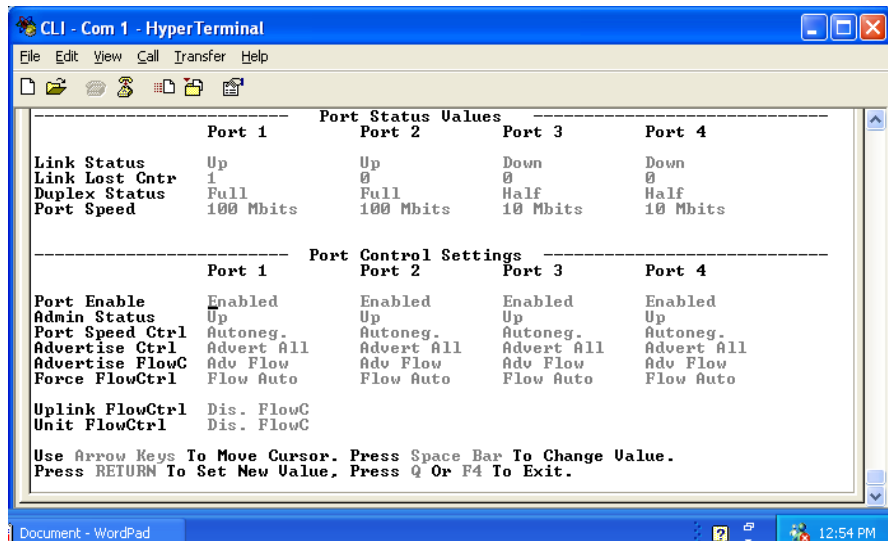 CLI - Com 1 - HyperTerminal
File Edit View Call Transfer Help
Port Status Values
Port 1 Port 2 Port 3 Port 4
Link Status Up Up Down Down
Link Lost Cntr 1 0 0 0
Duplex Status Full Full Half Half
Port Speed 100 Mbits 100 Mbits 10 Mbits 10 Mbits
Port Control Settings
Port 1 Port 2 Port 3 Port 4
Port Enable Enabled Enabled Enabled Enabled
Admin Status Up Up Up Up
Port Speed Ctrl Autoneg. Autoneg. Autoneg. Autoneg.
Advertise Ctrl Advert All Advert All Advert All Advert All
Advertise FlowC Adv Flow Adv Flow Adv Flow Adv Flow
Force FlowCtrl Flow Auto Flow Auto Flow Auto Flow Auto
Uplink FlowCtrl Dis. FlowC
Unit FlowCtrl Dis. FlowC
Use Arrow Keys To Move Cursor. Press Space Bar To Change Value.
Press RETURN To Set New Value, Press Q Or F4 To Exit.
Document - WordPad
12:54 PM